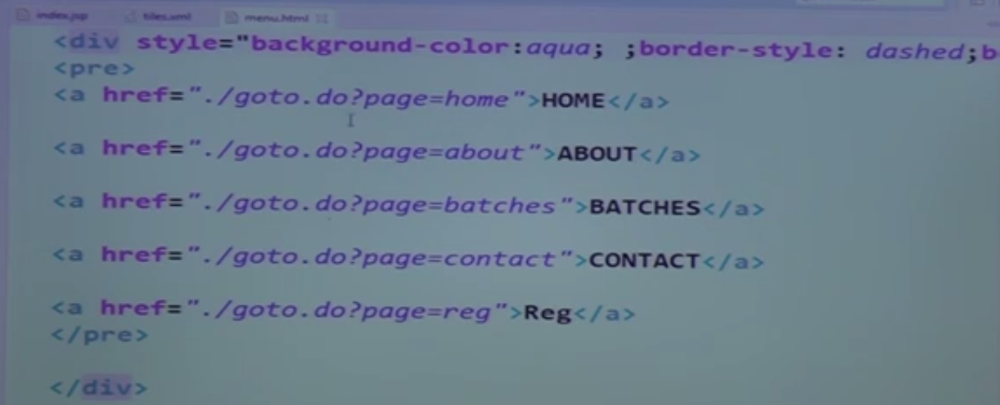 index.jsp tiles.xml menu.html
<div style="background-color:aqua; ;border-style: dashed;b
<pre>
<a href="./goto.do?page=home">HOME</a>
<a href="./goto.do?page=about">ABOUT</a>
<a href="./goto.do?page=batches">BATCHES</a>
<a href="./goto.do?page=contact">CONTACT</a>
<a href="./goto.do?page=reg">Reg</a>
</pre>
</div>